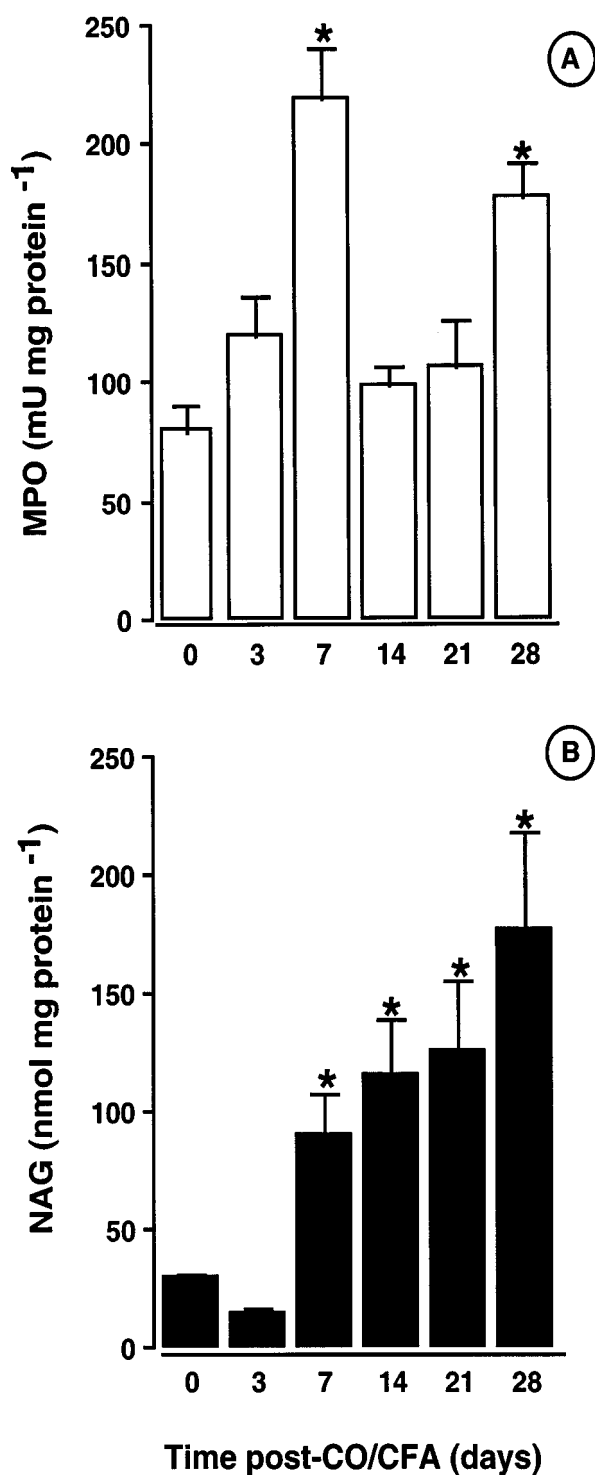 A
MPO (mU mg protein -1)
250
200
150
100
50
0
* *
0 3 7 14 21 28
B
NAG (nmol mg protein -1)
250
200
150
100
50
0
* * * *
0 3 7 14 21 28
Time post-CO/CFA (days)